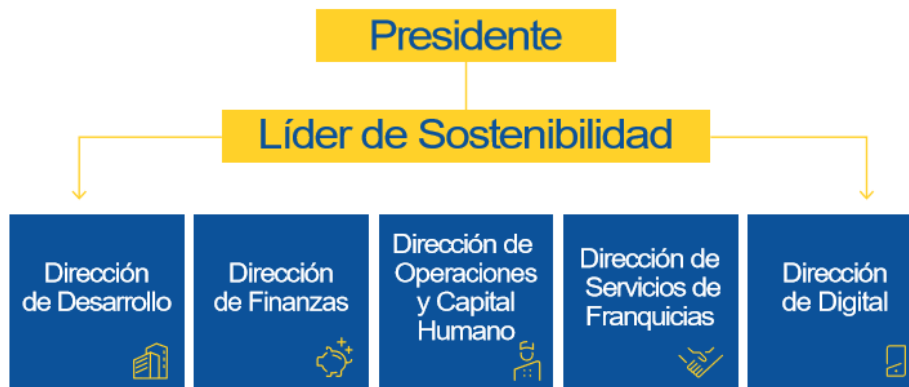 Presidente
Líder de Sostenibilidad
Dirección
de Desarrollo
Dirección
de Finanzas
Dirección de
Operaciones
y Capital
Humano
Dirección de
Servicios de
Franquicias
Dirección
de Digital